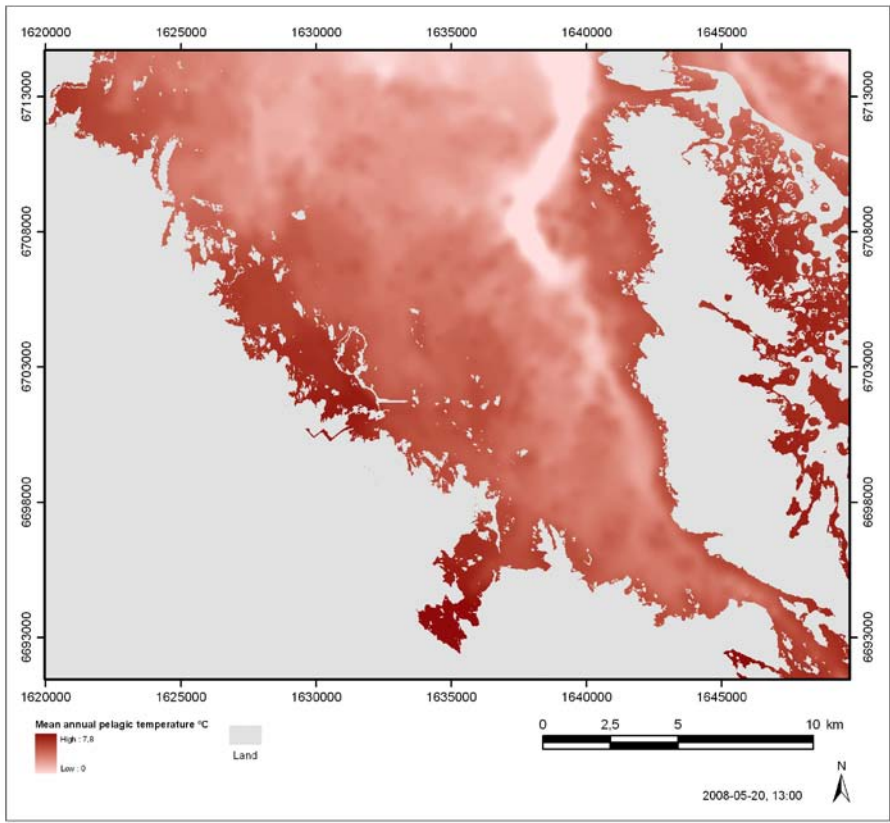 1620000 1625000 1630000 1635000 1640000 1645000
6713000 6713000
6708000 6708000
6703000 6703000
6698000 6698000
6693000 6693000
1620000 1625000 1630000 1635000 1640000 1645000
Mean annual pelagic temperature °C
High : 7,8
Low : 0
Land
0 2,5 5 10 km
N
2008-05-20, 13:00